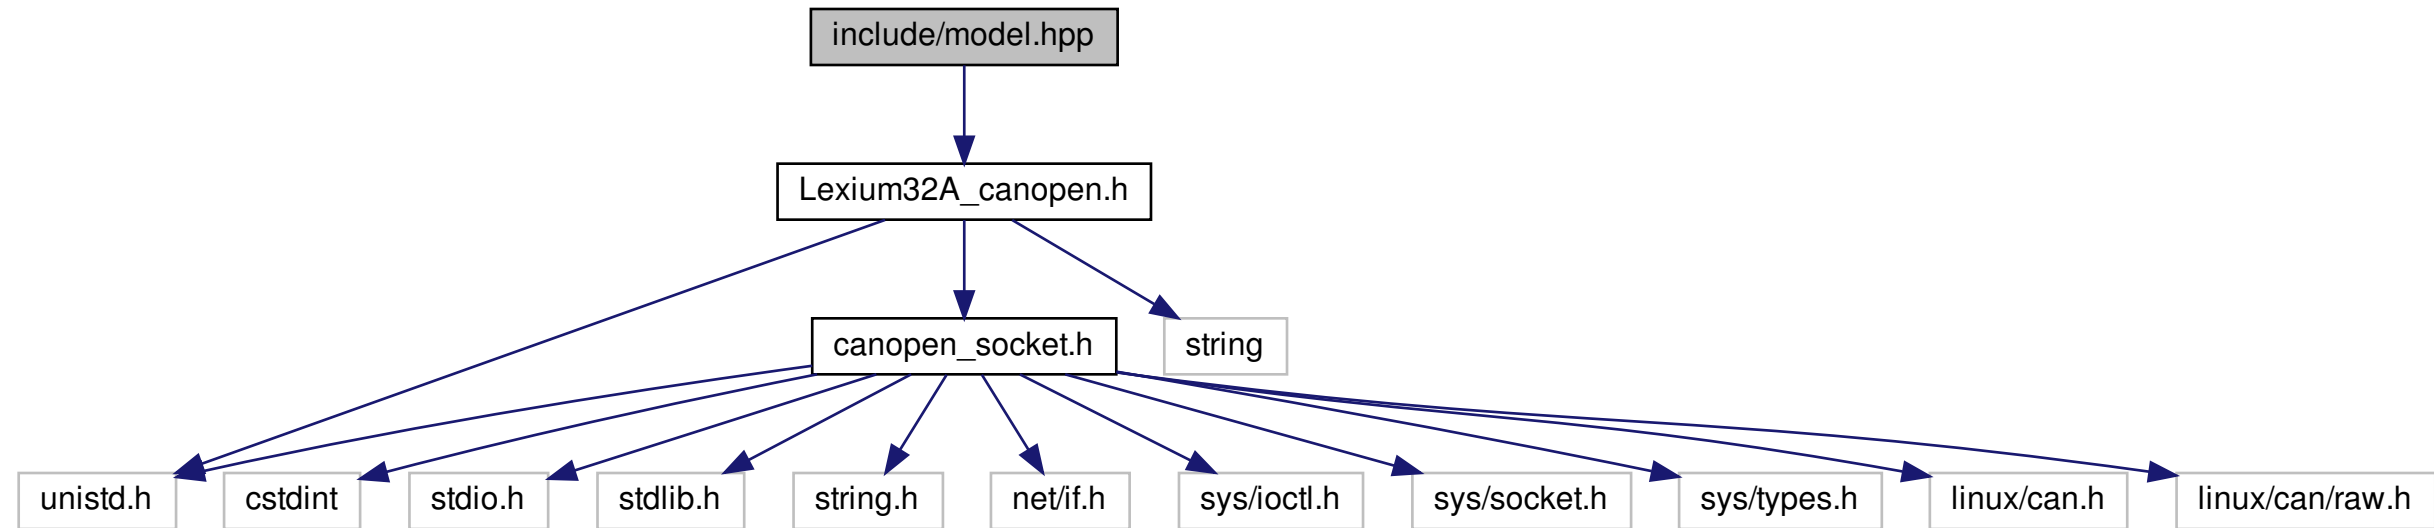 include/model.hpp
Lexium32A_canopen.h
canopen_socket.h
string
unistd.h
cstdint
stdio.h
stdlib.h
string.h
net/if.h
sys/ioctl.h
sys/socket.h
sys/types.h
linux/can.h
linux/can/raw.h